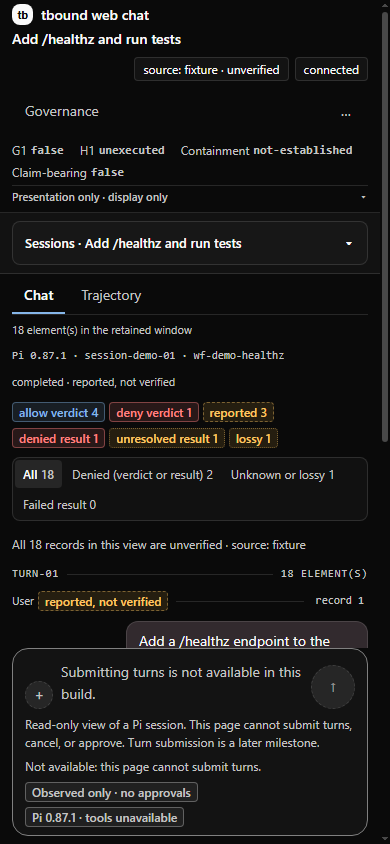 tb tbound web chat
Add /healthz and run tests
source: fixture · unverified connected
Governance ...
G1 false H1 unexecuted Containment not-established
Claim-bearing false
Presentation only · display only
Sessions · Add /healthz and run tests
Chat Trajectory
18 element(s) in the retained window
Pi 0.87.1 · session-demo-01 · wf-demo-healthz
completed · reported, not verified
allow verdict 4 deny verdict 1 reported 3
denied result 1 unresolved result 1 lossy 1
All 18 Denied (verdict or result) 2 Unknown or lossy 1
Failed result 0
All 18 records in this view are unverified · source: fixture
TURN-01 18 ELEMENT(S)
User reported, not verified record 1
Add a /healthz endpoint to the
Submitting turns is not available in this
build.
+ ↑
Read-only view of a Pi session. This page cannot submit turns,
cancel, or approve. Turn submission is a later milestone.
Not available: this page cannot submit turns.
Observed only · no approvals
Pi 0.87.1 · tools unavailable